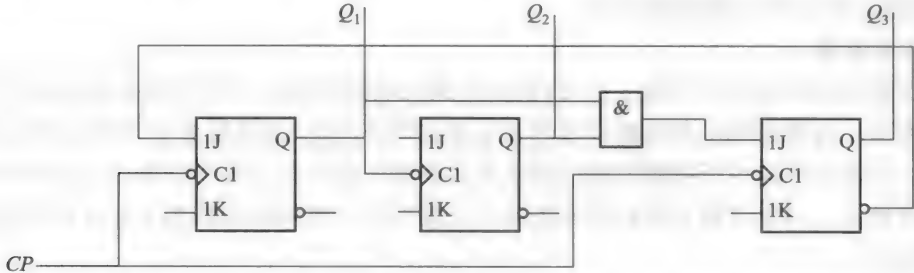 Q1 Q2 Q3
&
1J Q 1J Q 1J Q
C1 C1 C1
1K 1K 1K
CP